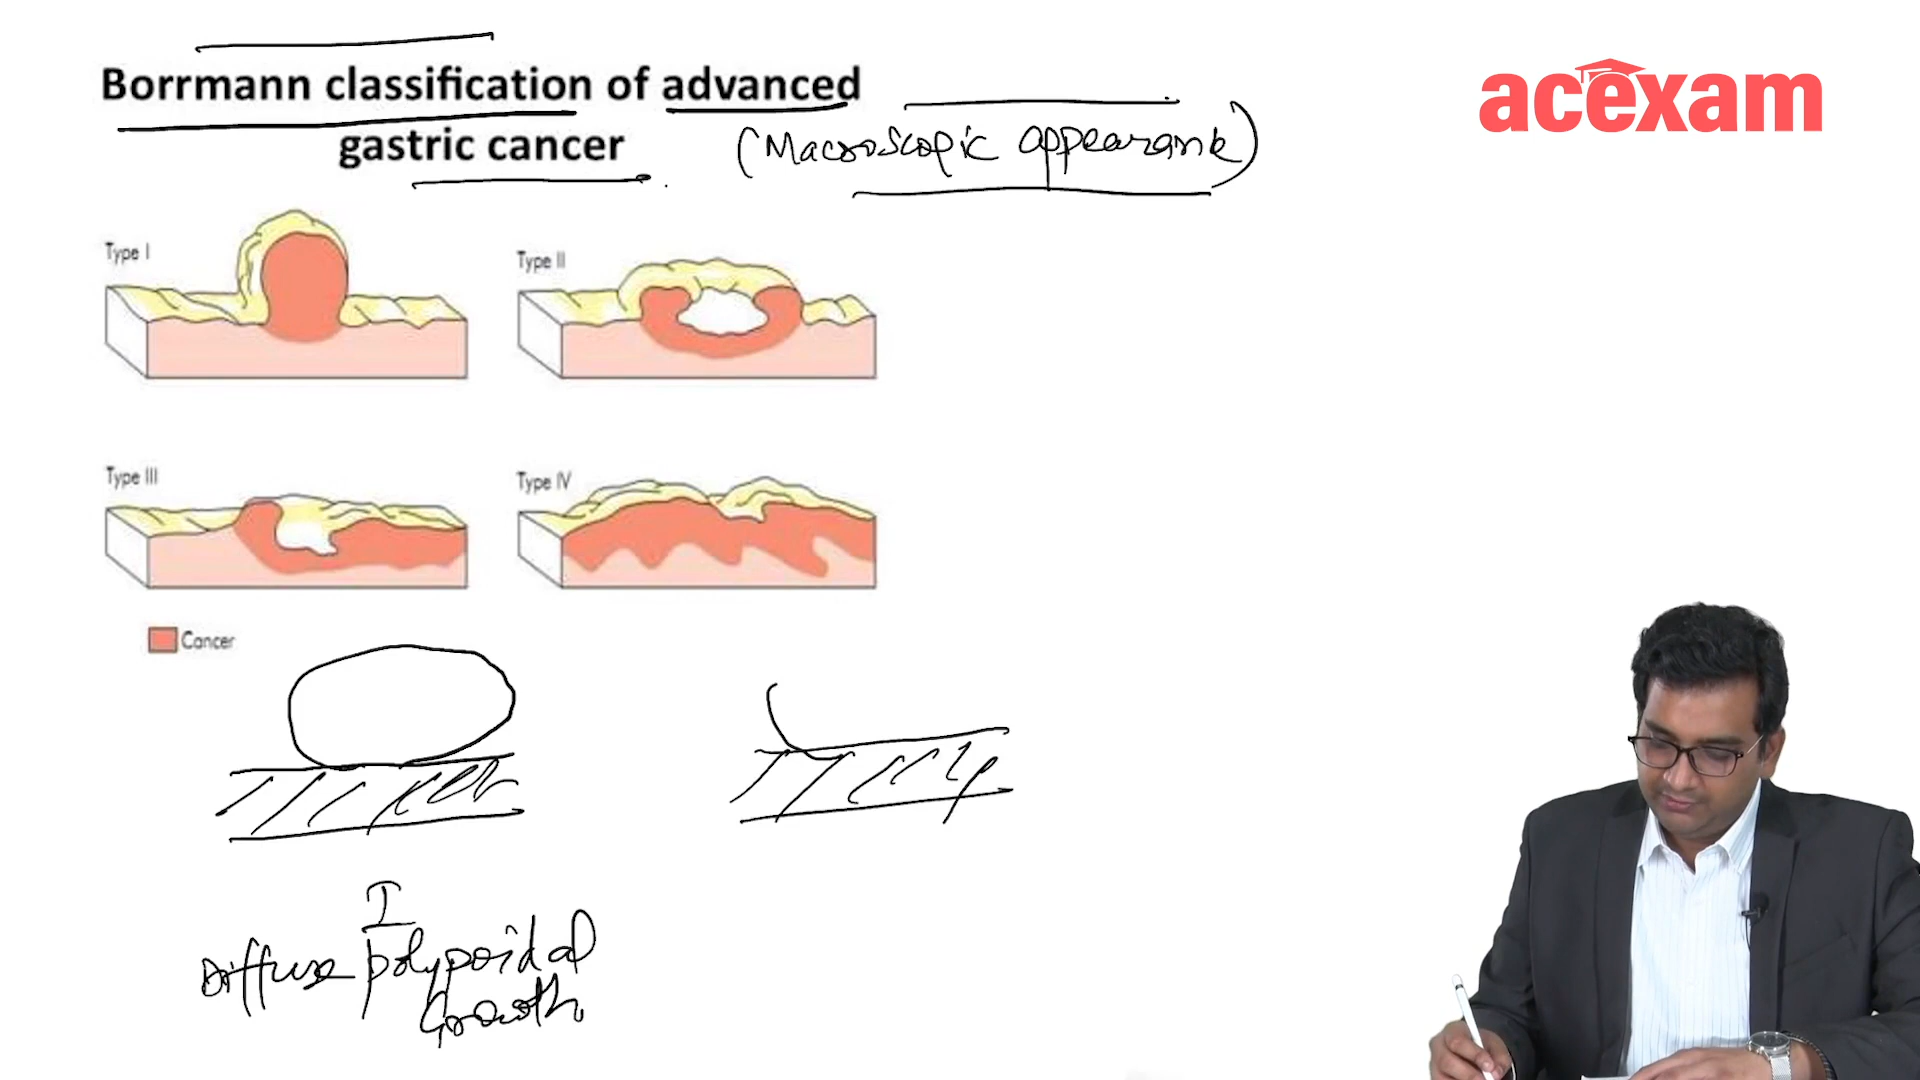 Borrmann classification of advanced
gastric cancer
(Macroscopic appearance)
acexam
Type I
Type II
Type III
Type IV
Cancer
I
Diffuse polypoidal
Growth